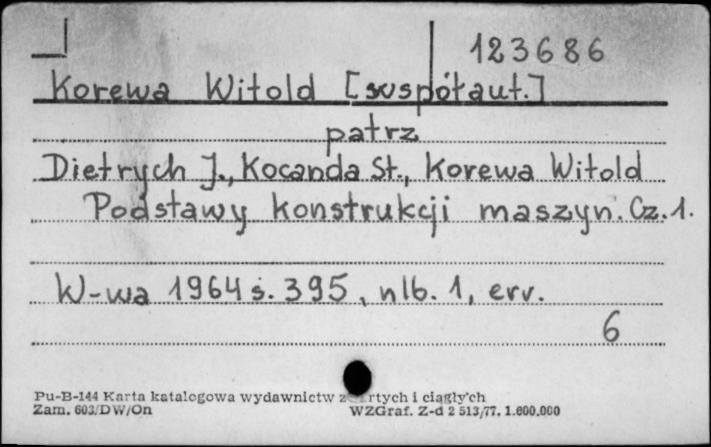 123686
Korewa Witold [współaut.]
patrz
Dietrych J., Kocanda St., Korewa Witold
Podstawy konstrukcji maszyn. Cz. 1.
W-wa 1964 s. 395, nlb. 1, err.
6
Pu-B-144 Karta katalogowa wydawnictw rtych i ciągłych
Zam. 603/DW/On WZGraf. Z-d 2 513/77. 1.600.000